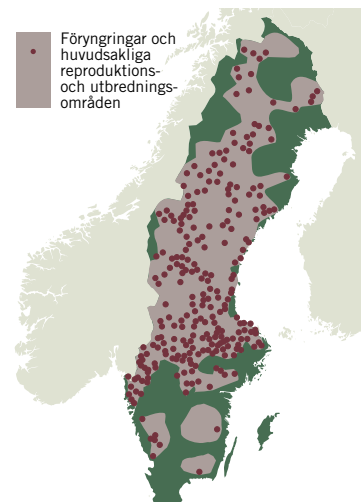 Föryngringar och
huvudsakliga
reproduktions-
och utbrednings-
områden